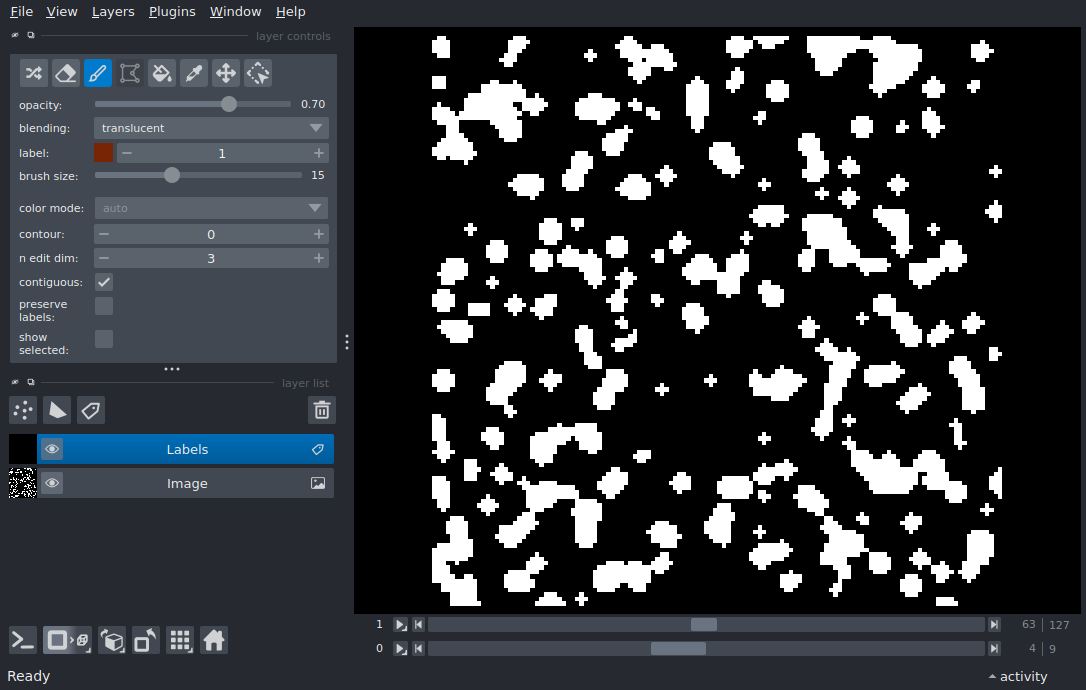 File View Layers Plugins Window Help
layer controls
opacity: 0.70
blending: translucent
label: 1
brush size: 15
color mode: auto
contour: 0
n edit dim: 3
contiguous:
preserve
labels:
show
selected:
layer list
Labels
Image
1 63 127
0 4 9
Ready activity